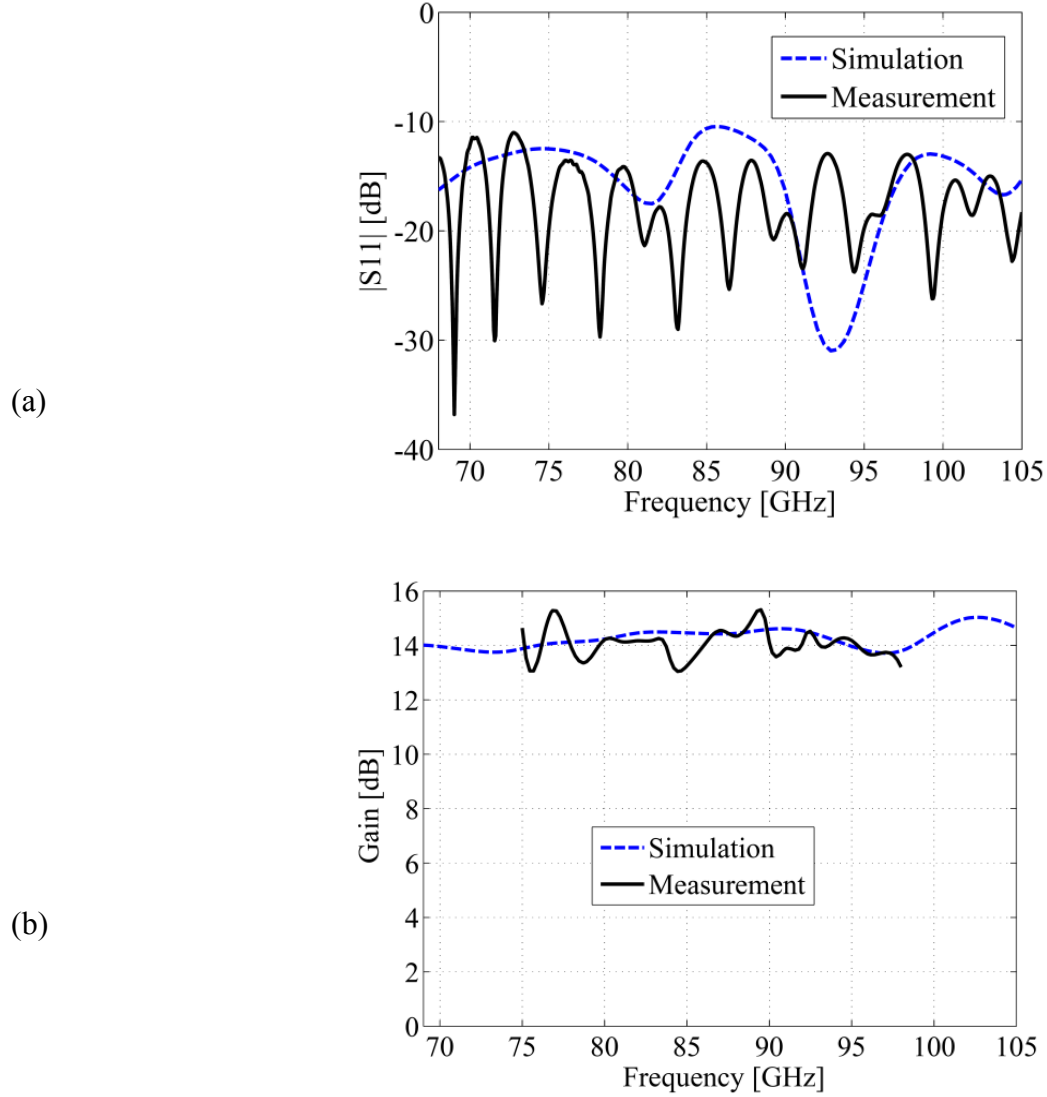 0
-10
-20
-30
-40
|S11| [dB]
Simulation
Measurement
70 75 80 85 90 95 100 105
Frequency [GHz]
(a)
16
14
12
10
8
6
4
2
0
Gain [dB]
Simulation
Measurement
70 75 80 85 90 95 100 105
Frequency [GHz]
(b)